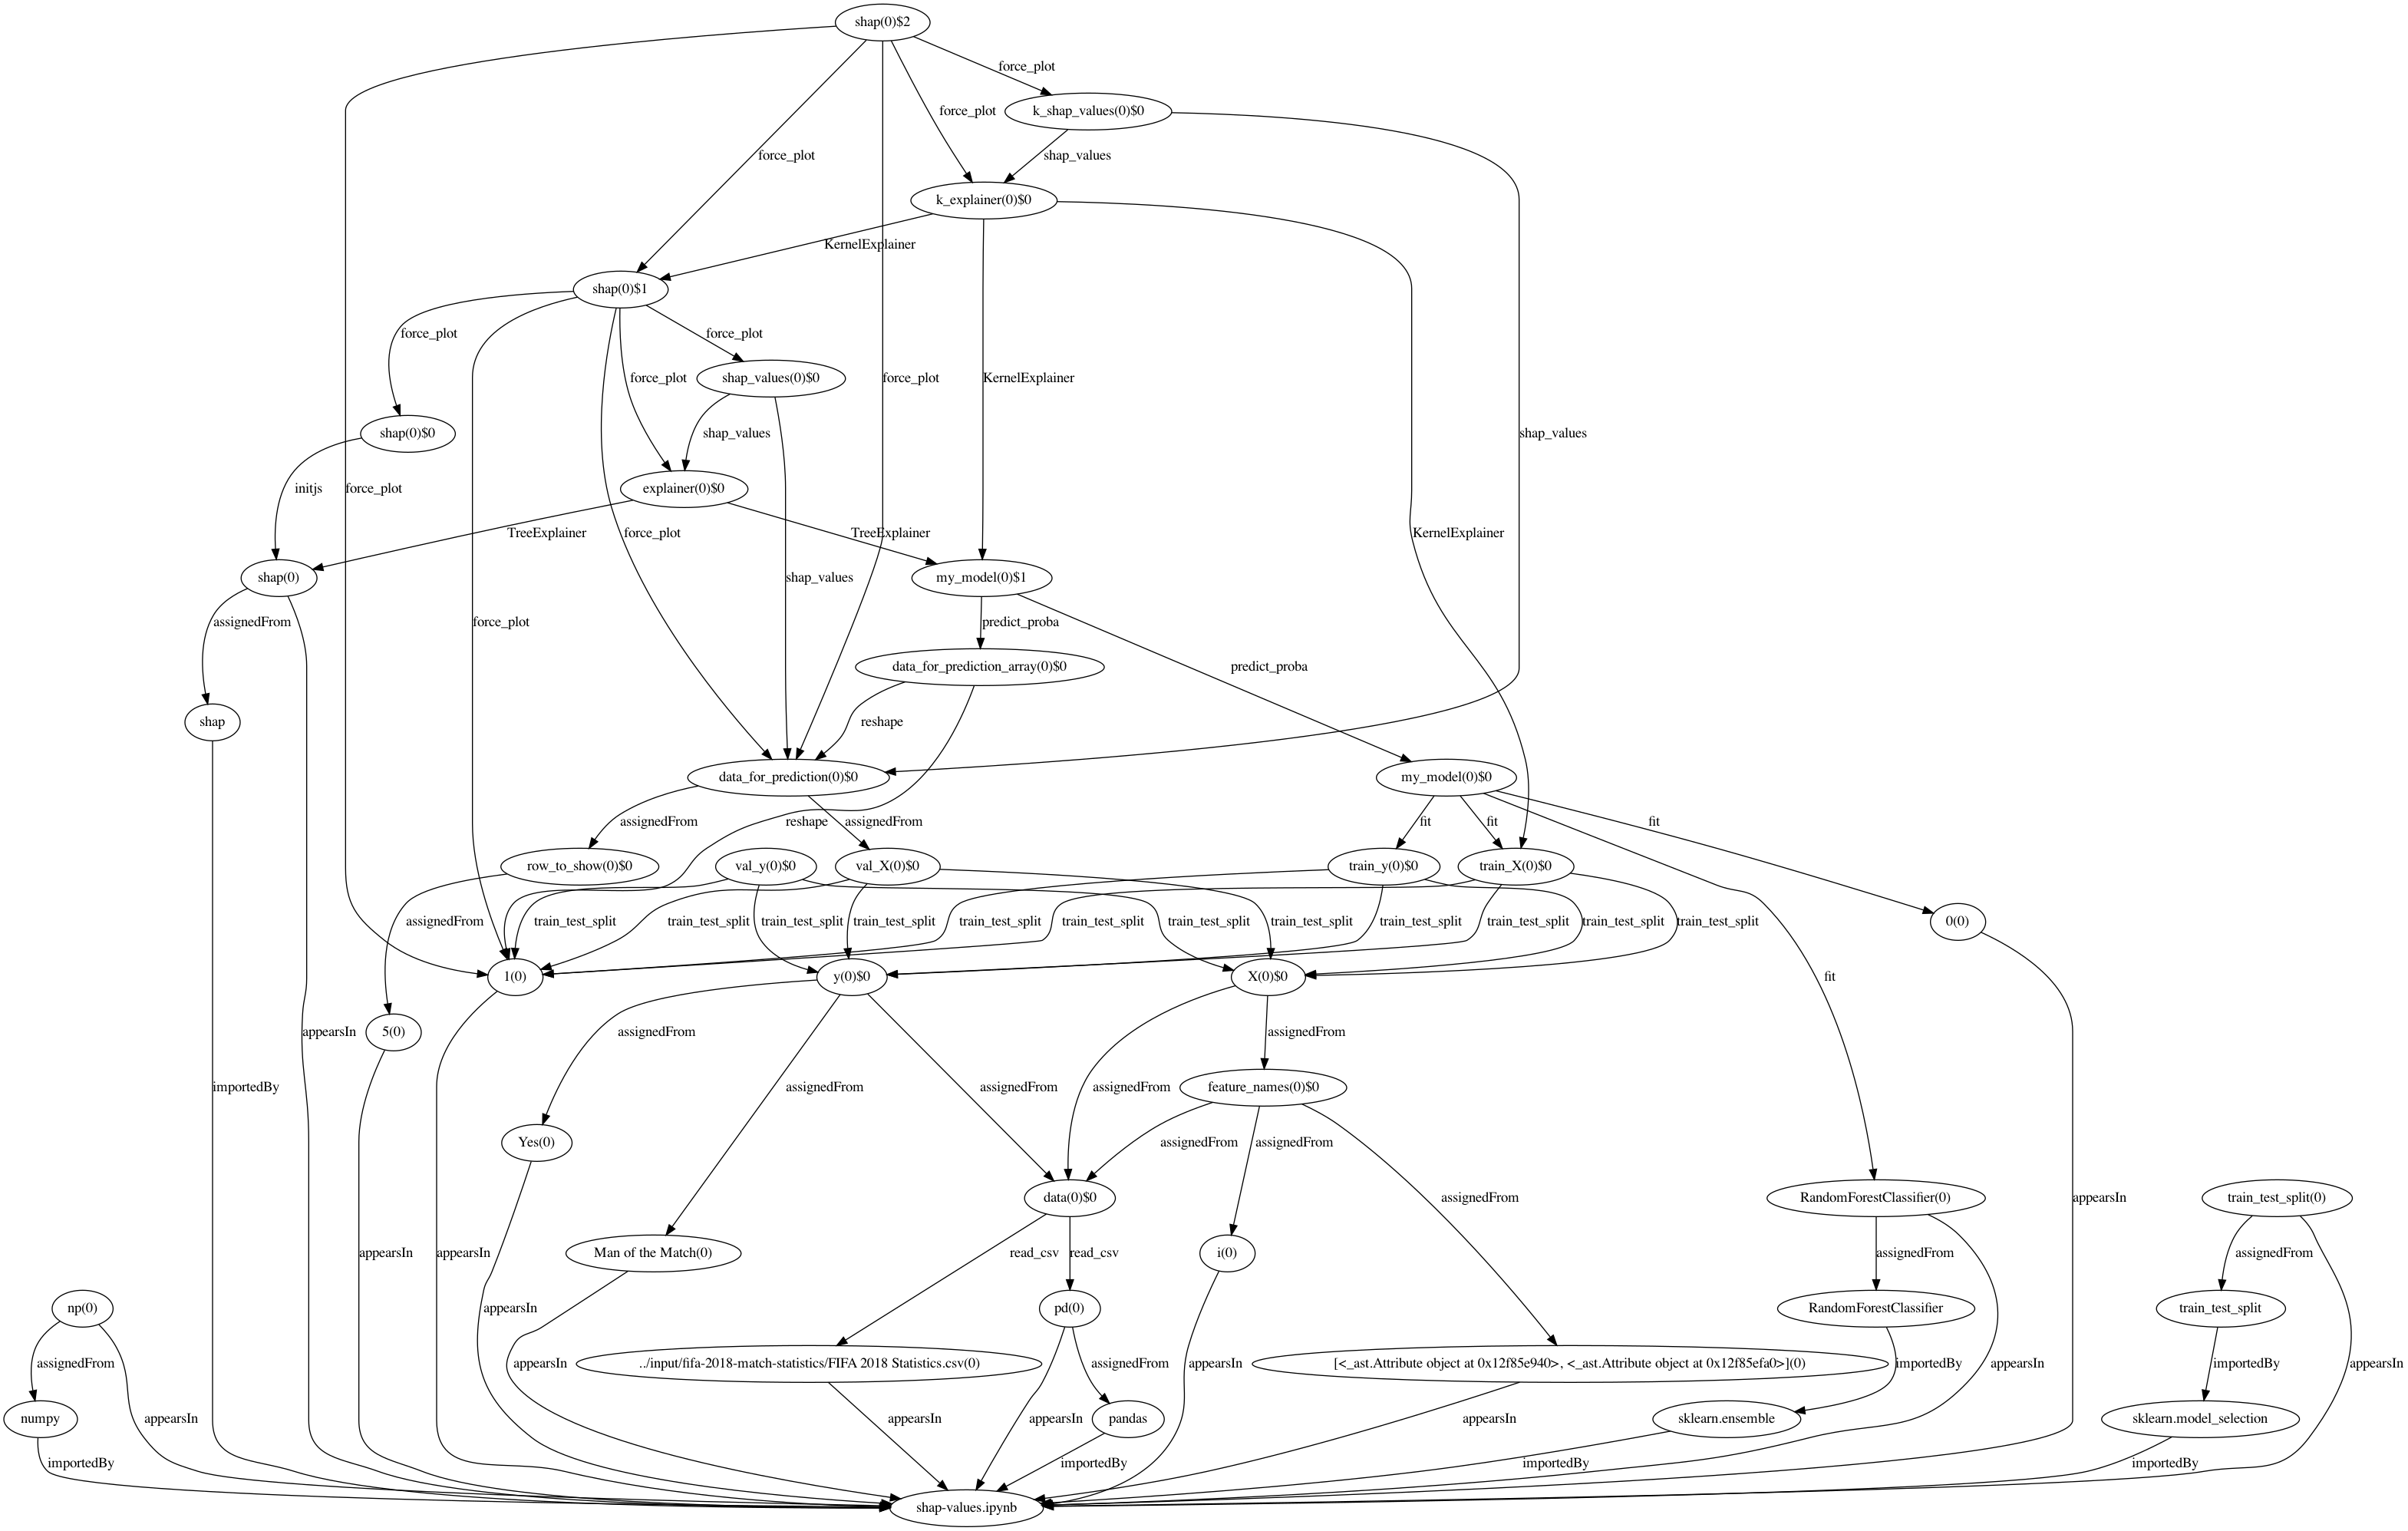 shap(0)$2
force_plot
k_shap_values(0)$0
force_plot
force_plot
shap_values
k_explainer(0)$0
KernelExplainer
shap(0)$1
force_plot
force_plot
shap_values(0)$0
force_plot
force_plot
KernelExplainer
shap_values
shap(0)$0
shap_values
initjs
force_plot
explainer(0)$0
TreeExplainer
force_plot
TreeExplainer
KernelExplainer
shap(0)
shap_values
my_model(0)$1
assignedFrom
force_plot
predict_proba
data_for_prediction_array(0)$0
predict_proba
shap
reshape
data_for_prediction(0)$0
my_model(0)$0
assignedFrom
reshape
assignedFrom
fit
fit
fit
row_to_show(0)$0
val_y(0)$0
val_X(0)$0
train_y(0)$0
train_X(0)$0
assignedFrom
train_test_split
train_test_split
train_test_split
train_test_split
train_test_split
train_test_split
train_test_split
train_test_split
train_test_split
train_test_split
train_test_split
train_test_split
0(0)
1(0)
y(0)$0
X(0)$0
fit
5(0)
appearsIn
assignedFrom
assignedFrom
importedBy
assignedFrom
assignedFrom
assignedFrom
feature_names(0)$0
Yes(0)
assignedFrom
assignedFrom
data(0)$0
assignedFrom
RandomForestClassifier(0)
appearsIn
train_test_split(0)
appearsIn
appearsIn
Man of the Match(0)
read_csv
read_csv
i(0)
assignedFrom
assignedFrom
np(0)
appearsIn
pd(0)
RandomForestClassifier
train_test_split
assignedFrom
appearsIn
../input/fifa-2018-match-statistics/FIFA 2018 Statistics.csv(0)
assignedFrom
appearsIn
[<_ast.Attribute object at 0x12f85e940>, <_ast.Attribute object at 0x12f85efa0>](0)
importedBy
appearsIn
importedBy
appearsIn
numpy
appearsIn
appearsIn
appearsIn
pandas
appearsIn
sklearn.ensemble
sklearn.model_selection
importedBy
importedBy
importedBy
importedBy
shap-values.ipynb